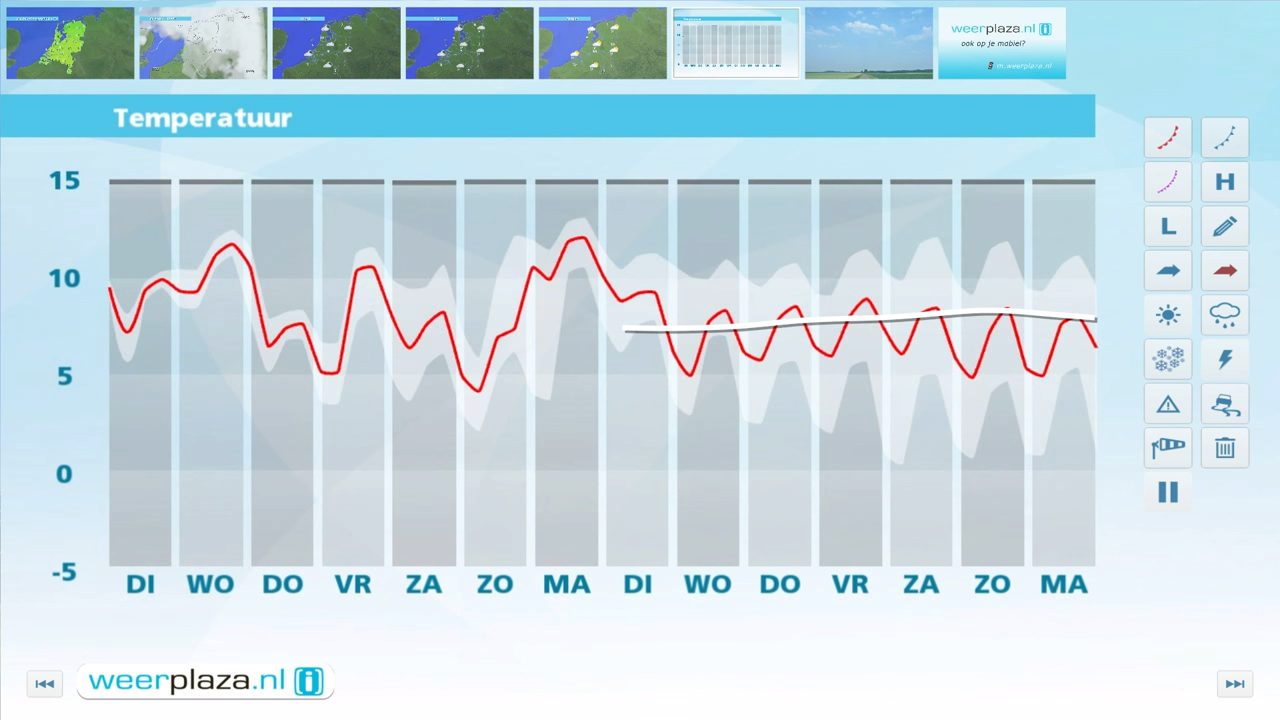 weerplaza.nl i
ook op je mobiel?
m.weerplaza.nl
Temperatuur
15
10
5
0
-5
DI WO DO VR ZA ZO MA DI WO DO VR ZA ZO MA
H
L
weerplaza.nl i